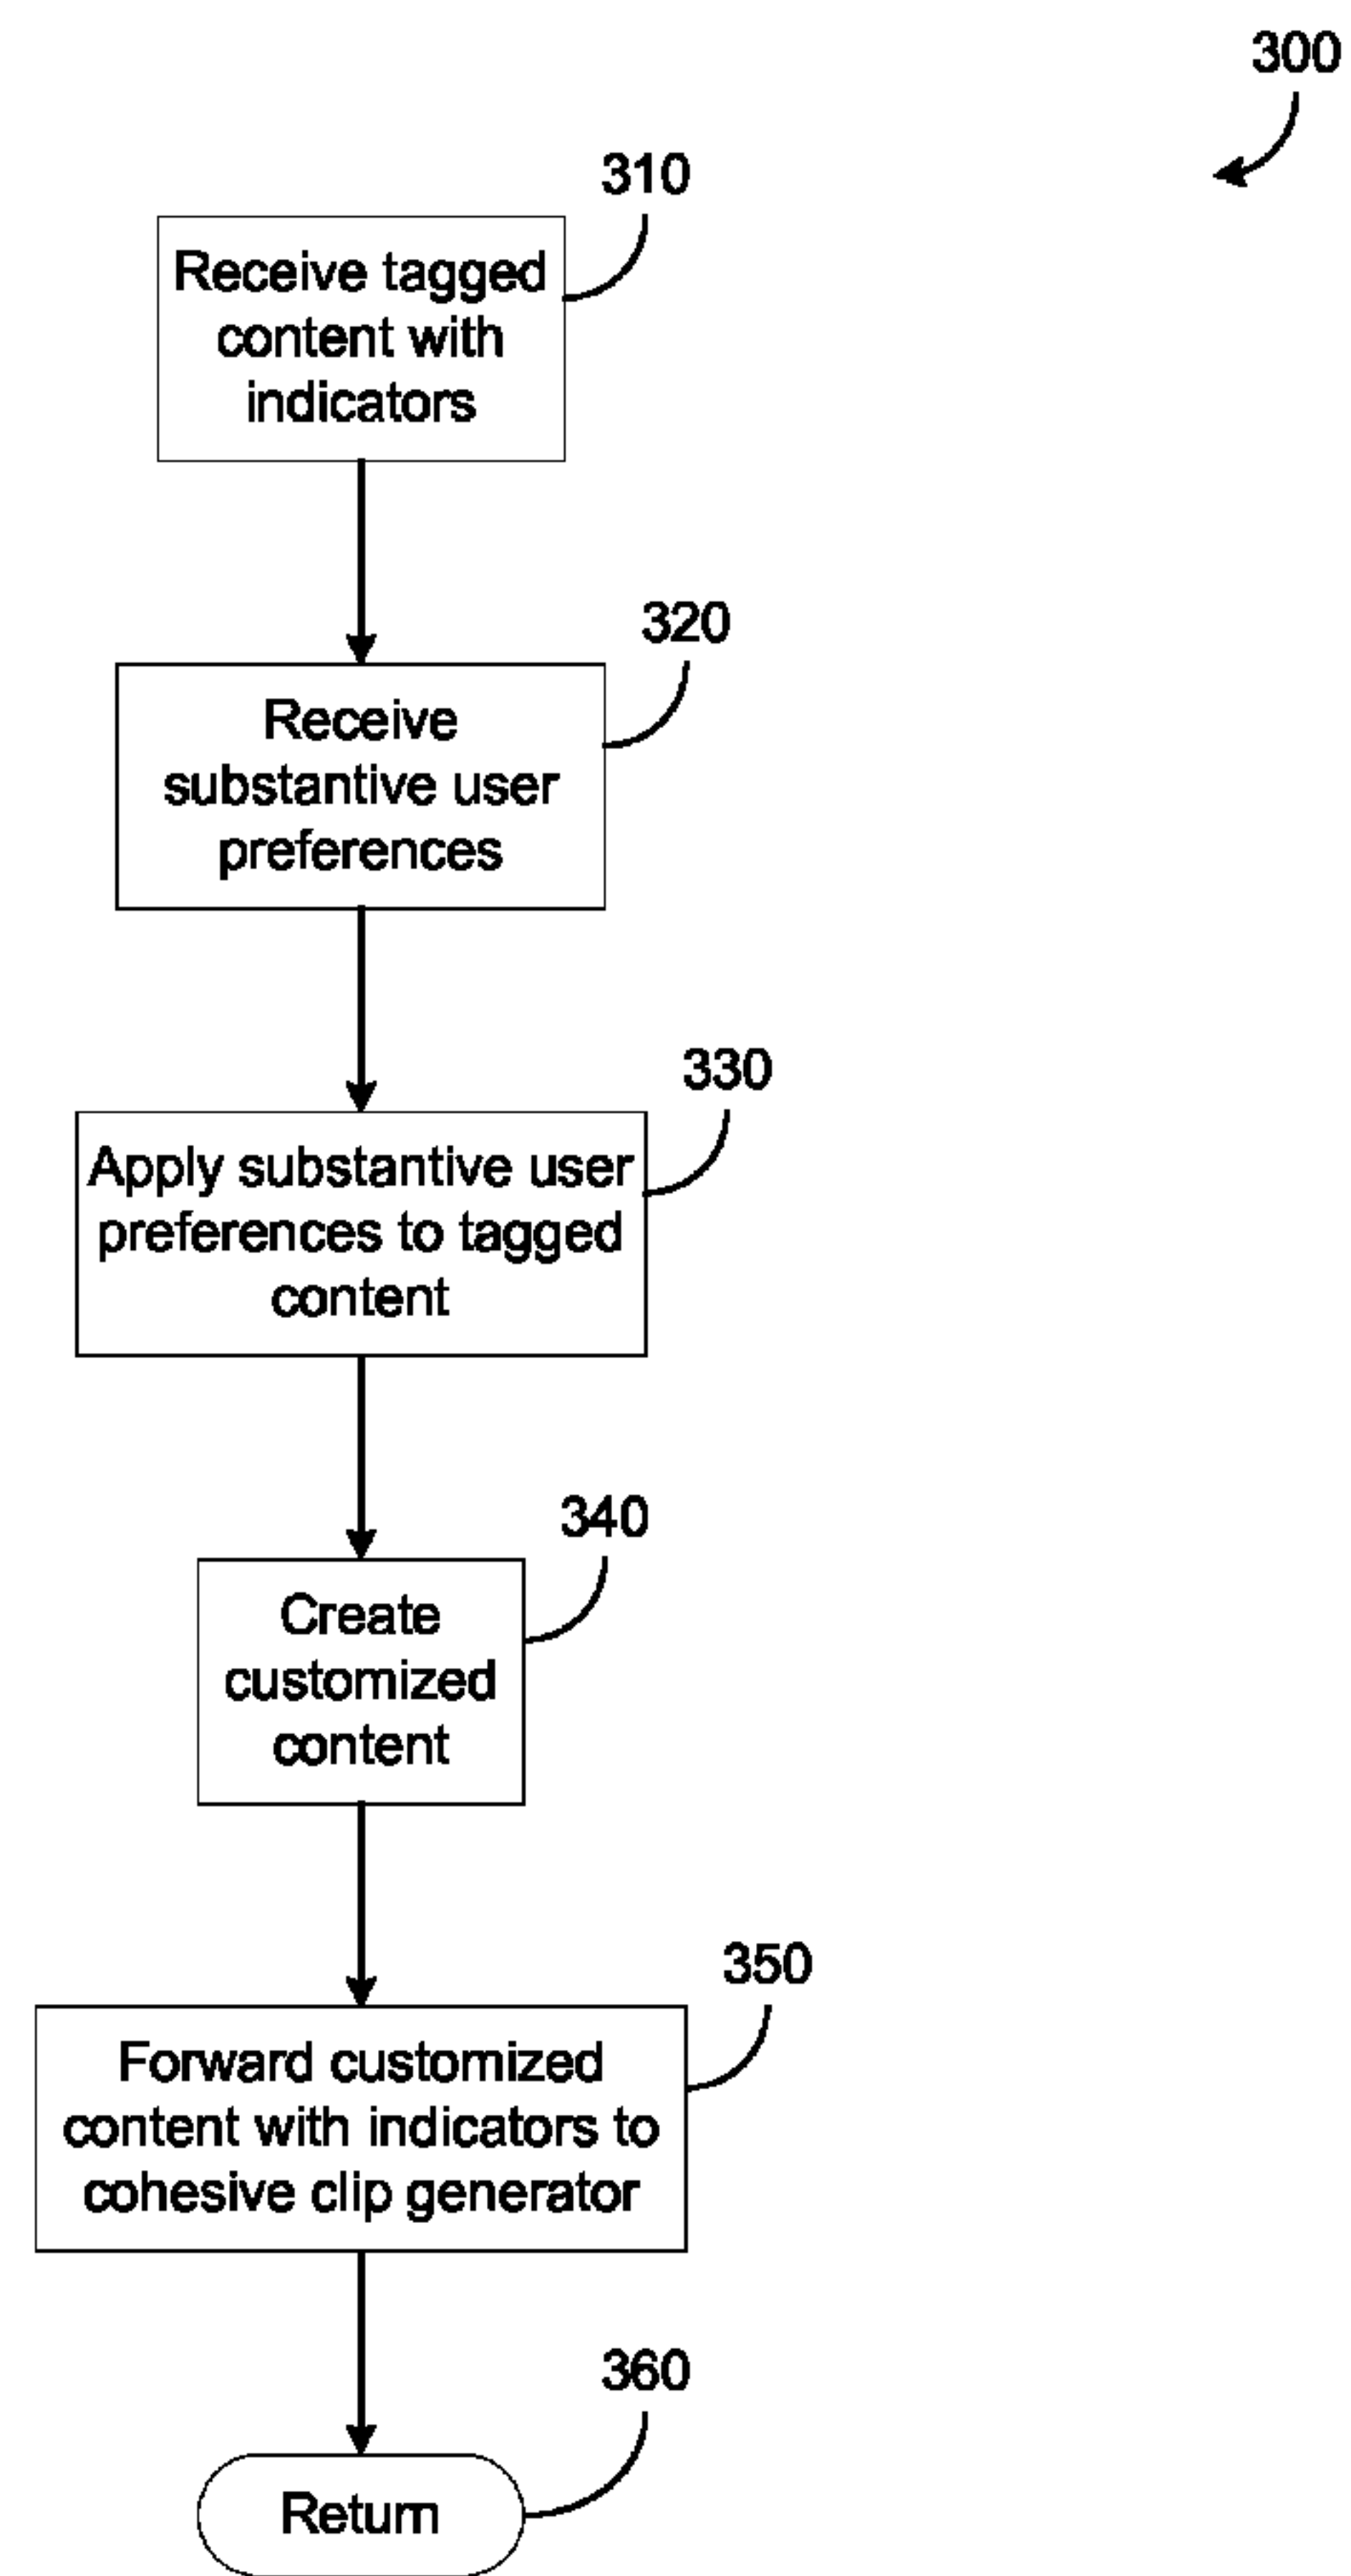 300
310
Receive tagged
content with
indicators
320
Receive
substantive user
preferences
330
Apply substantive user
preferences to tagged
content
340
Create
customized
content
350
Forward customized
content with indicators to
cohesive clip generator
360
Return